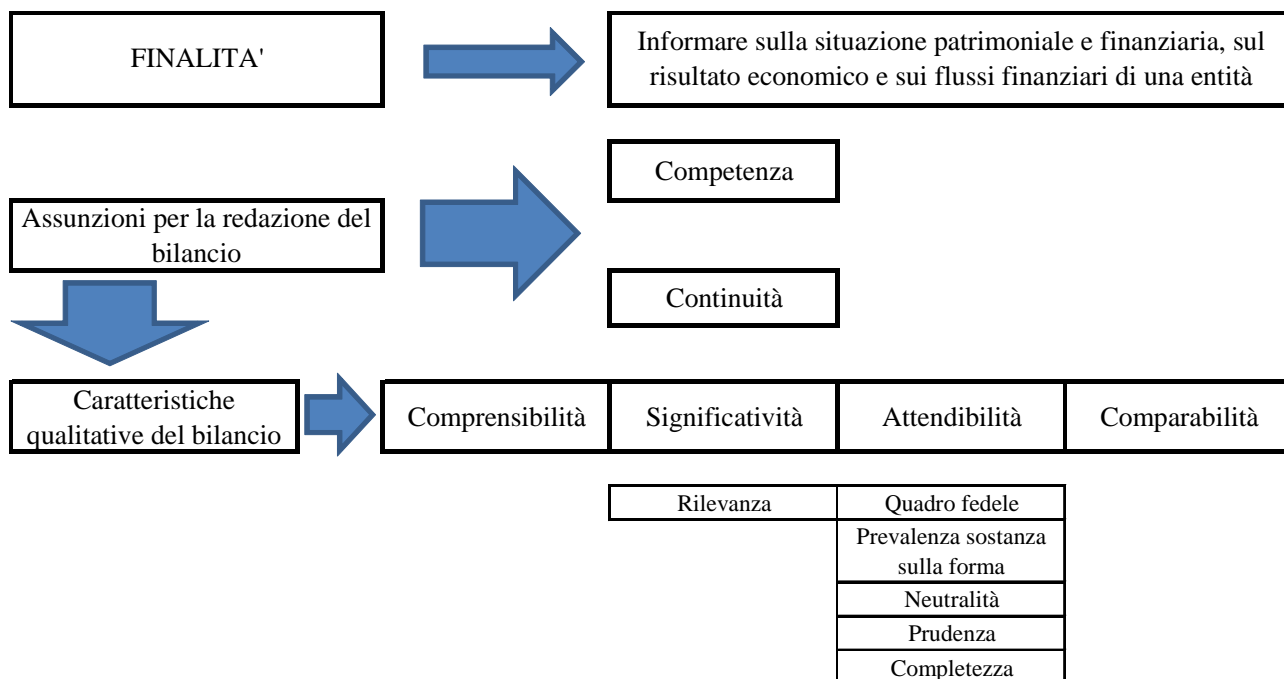 FINALITA'
Informare sulla situazione patrimoniale e finanziaria, sul
risultato economico e sui flussi finanziari di una entità
Competenza
Assunzioni per la redazione del
bilancio
Continuità
Caratteristiche
qualitative del bilancio
Comprensibilità
Significatività
Attendibilità
Comparabilità
Rilevanza
Quadro fedele
Prevalenza sostanza
sulla forma
Neutralità
Prudenza
Completezza